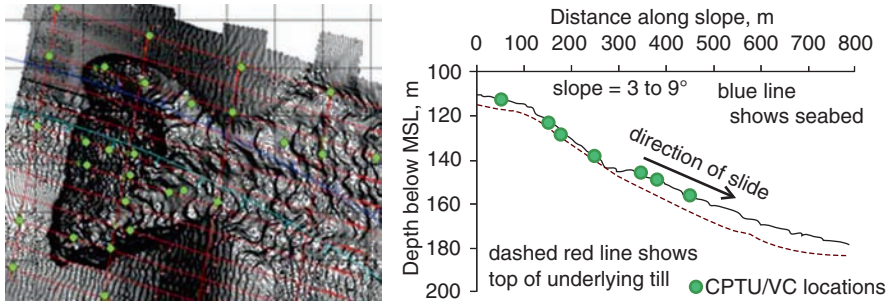 Distance along slope, m
0 100 200 300 400 500 600 700 800
100
120
140
160
180
200
Depth below MSL, m
slope = 3 to 9°
blue line
shows seabed
direction of slide
dashed red line shows
top of underlying till
CPTU/VC locations